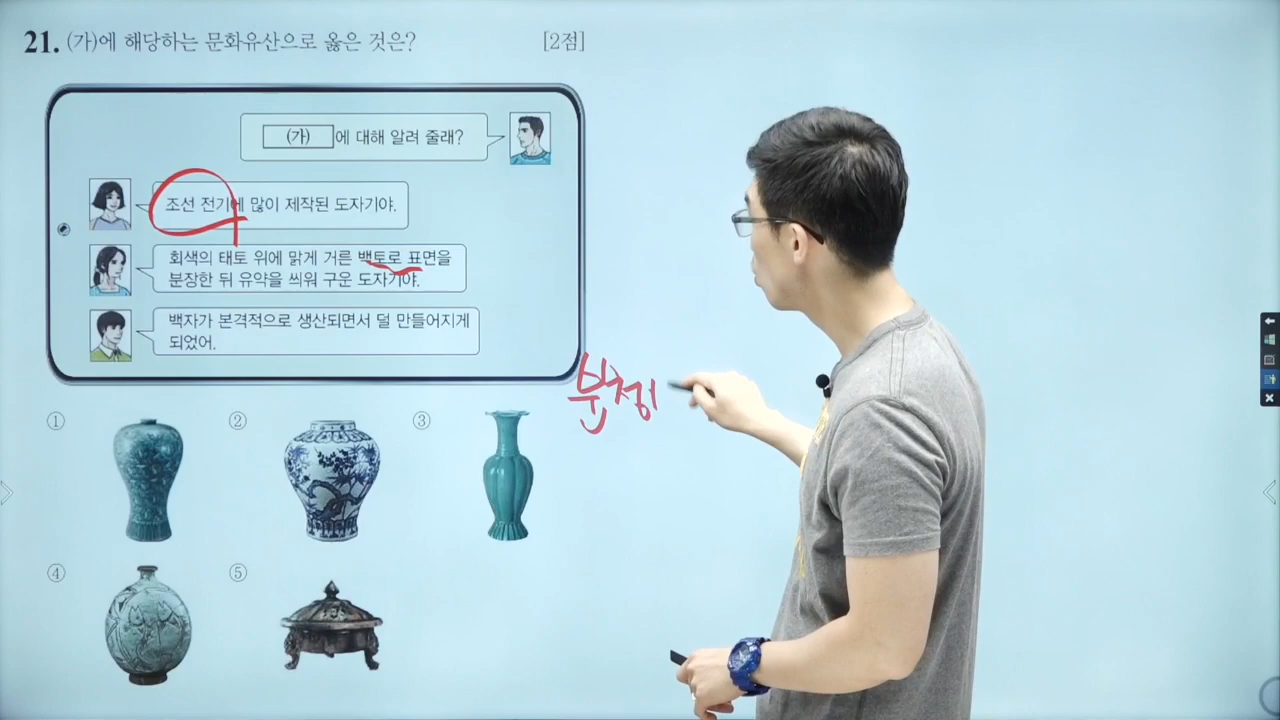 21. (가)에 해당하는 문화유산으로 옳은 것은? [2점]
(가) 에 대해 알려 줄래?
조선 전기에 많이 제작된 도자기야.
회색의 태토 위에 맑게 거른 백토로 표면을
분장한 뒤 유약을 씌워 구운 도자기야.
백자가 본격적으로 생산되면서 덜 만들어지게
되었어.
분청
① ② ③
④ ⑤